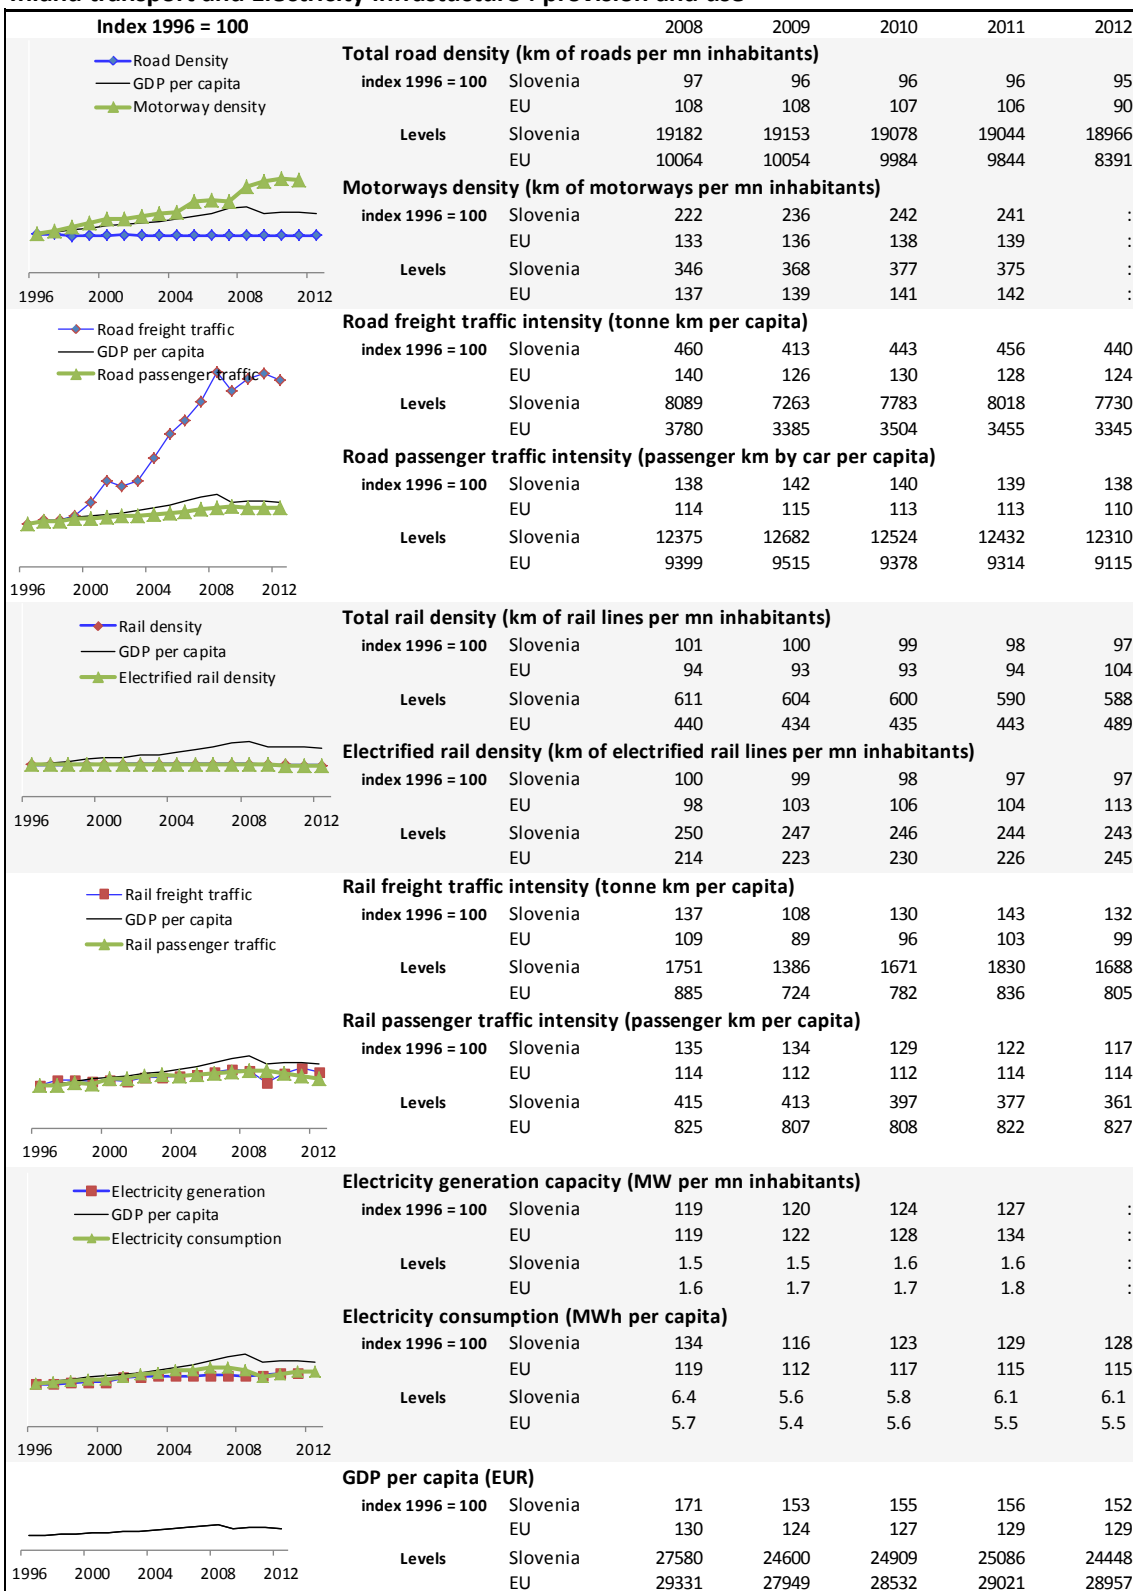 Inland transport and Electricity infrastucture : provision and use
Index 1996 = 100 2008 2009 2010 2011 2012
Road Density
GDP per capita
Motorway density
1996 2000 2004 2008 2012
Total road density (km of roads per mn inhabitants)
index 1996 = 100 Slovenia 97 96 96 96 95
EU 108 108 107 106 90
Levels Slovenia 19182 19153 19078 19044 18966
EU 10064 10054 9984 9844 8391
Motorways density (km of motorways per mn inhabitants)
index 1996 = 100 Slovenia 222 236 242 241 :
EU 133 136 138 139 :
Levels Slovenia 346 368 377 375 :
EU 137 139 141 142 :
Road freight traffic
GDP per capita
Road passenger traffic
1996 2000 2004 2008 2012
Road freight traffic intensity (tonne km per capita)
index 1996 = 100 Slovenia 460 413 443 456 440
EU 140 126 130 128 124
Levels Slovenia 8089 7263 7783 8018 7730
EU 3780 3385 3504 3455 3345
Road passenger traffic intensity (passenger km by car per capita)
index 1996 = 100 Slovenia 138 142 140 139 138
EU 114 115 113 113 110
Levels Slovenia 12375 12682 12524 12432 12310
EU 9399 9515 9378 9314 9115
Rail density
GDP per capita
Electrified rail density
1996 2000 2004 2008 2012
Total rail density (km of rail lines per mn inhabitants)
index 1996 = 100 Slovenia 101 100 99 98 97
EU 94 93 93 94 104
Levels Slovenia 611 604 600 590 588
EU 440 434 435 443 489
Electrified rail density (km of electrified rail lines per mn inhabitants)
index 1996 = 100 Slovenia 100 99 98 97 97
EU 98 103 106 104 113
Levels Slovenia 250 247 246 244 243
EU 214 223 230 226 245
Rail freight traffic
GDP per capita
Rail passenger traffic
1996 2000 2004 2008 2012
Rail freight traffic intensity (tonne km per capita)
index 1996 = 100 Slovenia 137 108 130 143 132
EU 109 89 96 103 99
Levels Slovenia 1751 1386 1671 1830 1688
EU 885 724 782 836 805
Rail passenger traffic intensity (passenger km per capita)
index 1996 = 100 Slovenia 135 134 129 122 117
EU 114 112 112 114 114
Levels Slovenia 415 413 397 377 361
EU 825 807 808 822 827
Electricity generation
GDP per capita
Electricity consumption
1996 2000 2004 2008 2012
Electricity generation capacity (MW per mn inhabitants)
index 1996 = 100 Slovenia 119 120 124 127 :
EU 119 122 128 134 :
Levels Slovenia 1.5 1.5 1.6 1.6 :
EU 1.6 1.7 1.7 1.8 :
Electricity consumption (MWh per capita)
index 1996 = 100 Slovenia 134 116 123 129 128
EU 119 112 117 115 115
Levels Slovenia 6.4 5.6 5.8 6.1 6.1
EU 5.7 5.4 5.6 5.5 5.5
1996 2000 2004 2008 2012
GDP per capita (EUR)
index 1996 = 100 Slovenia 171 153 155 156 152
EU 130 124 127 129 129
Levels Slovenia 27580 24600 24909 25086 24448
EU 29331 27949 28532 29021 28957